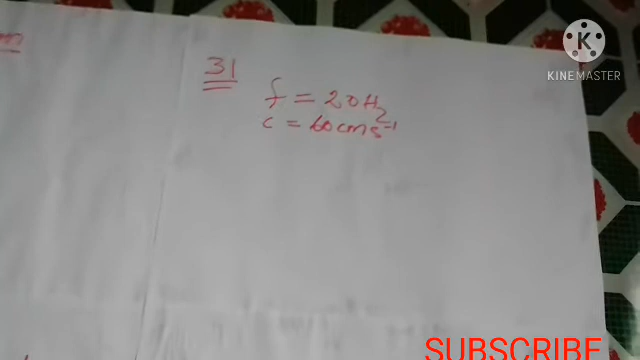 KINEMASTER
31
f = 20Hz
c = 60cms⁻¹
SUBSCRIBE